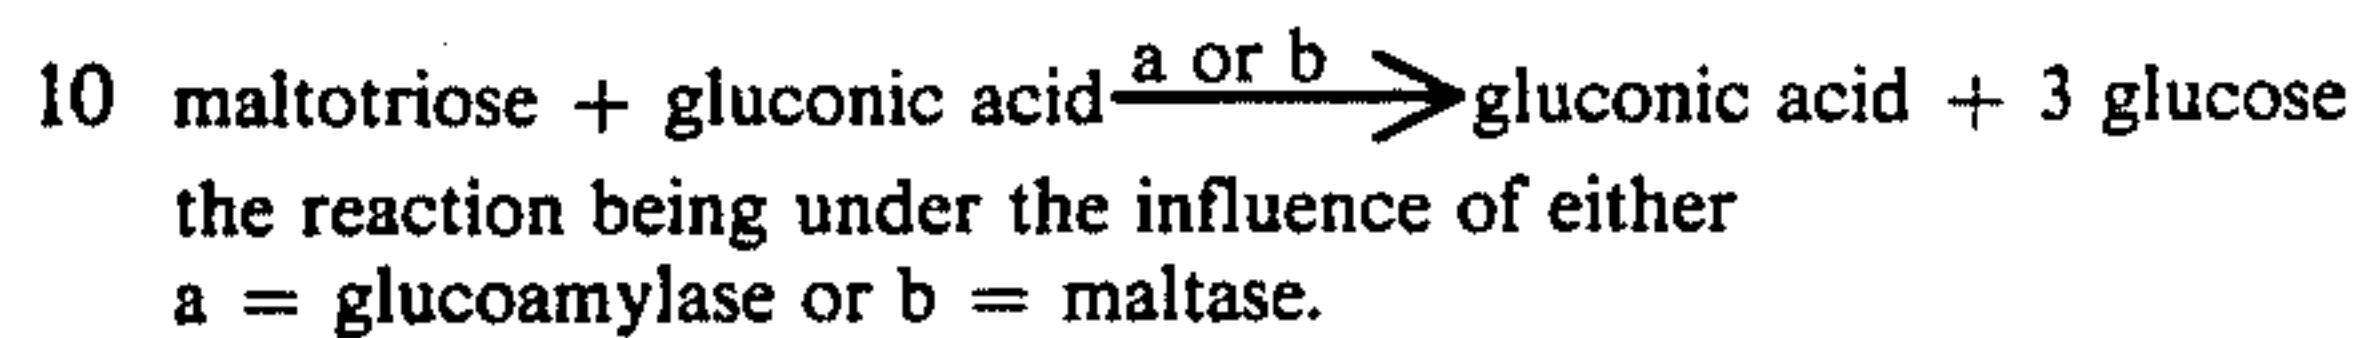 10 maltotriose + gluconic acid a or b → gluconic acid + 3 glucose
the reaction being under the influence of either
a = glucoamylase or b = maltase.